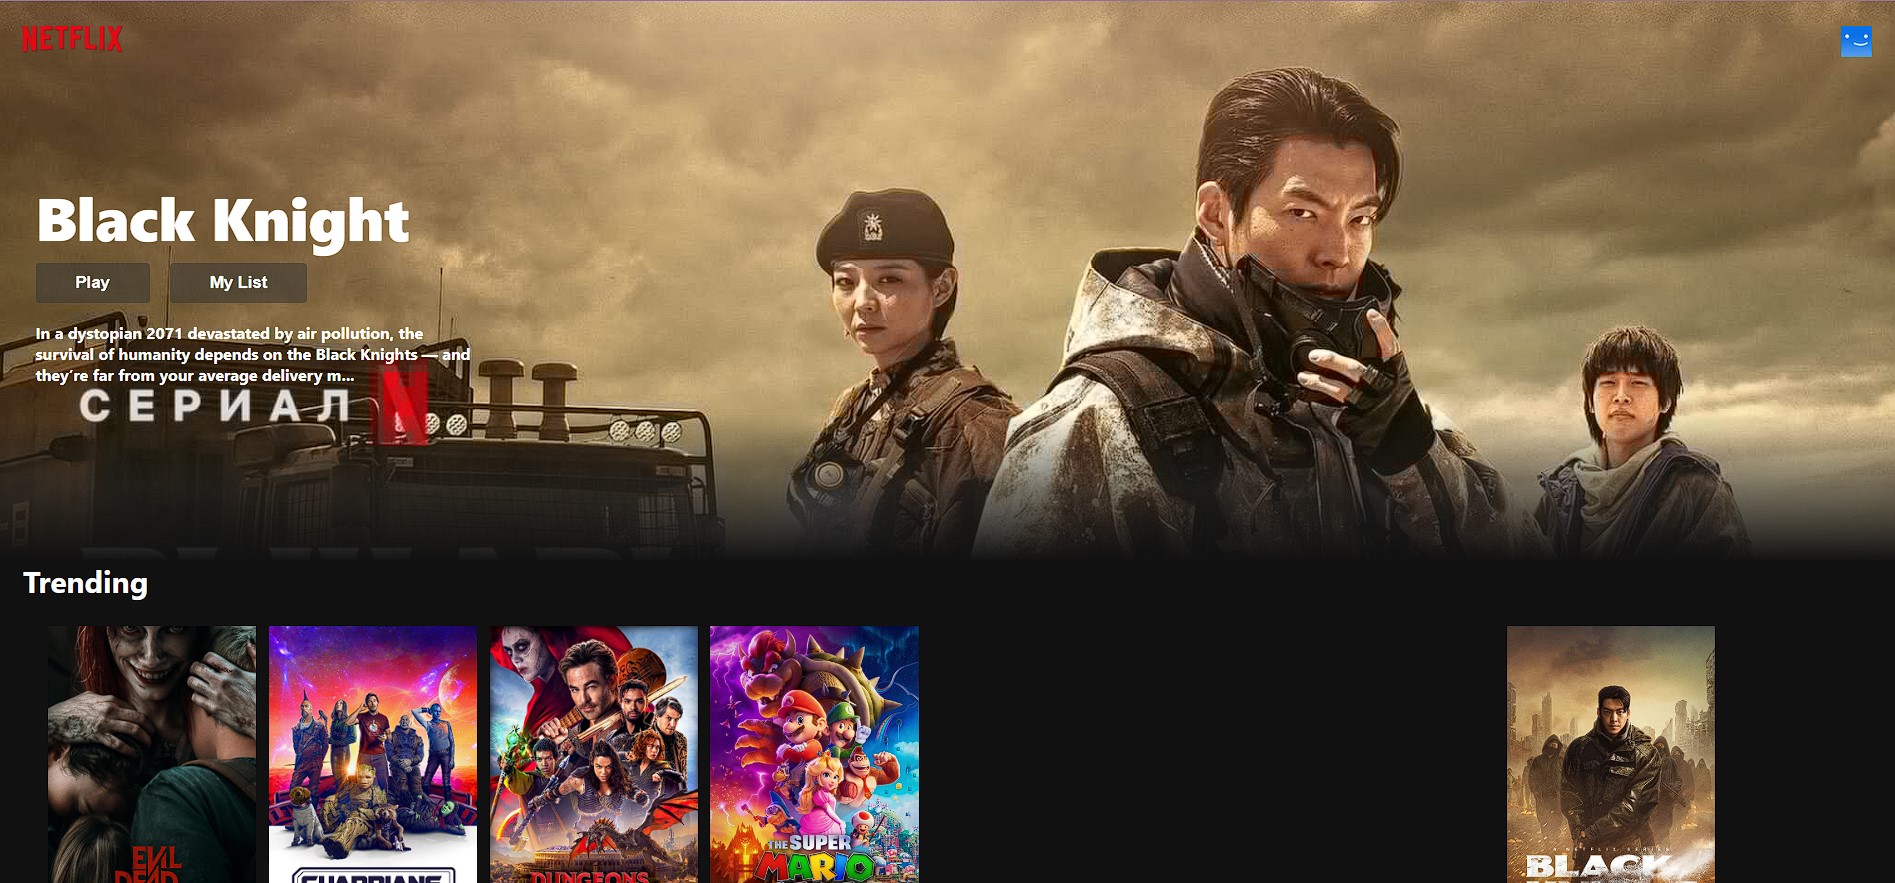 NETFLIX
Black Knight
Play
My List
In a dystopian 2071 devastated by air pollution, the
survival of humanity depends on the Black Knights — and
they're far from your average delivery m...
СЕРИАЛ N
Trending
EVIL
DEAD
GUARDIANS
DUNGEONS
THE SUPER
MARIO
A NETFLIX SERIES
BLACK